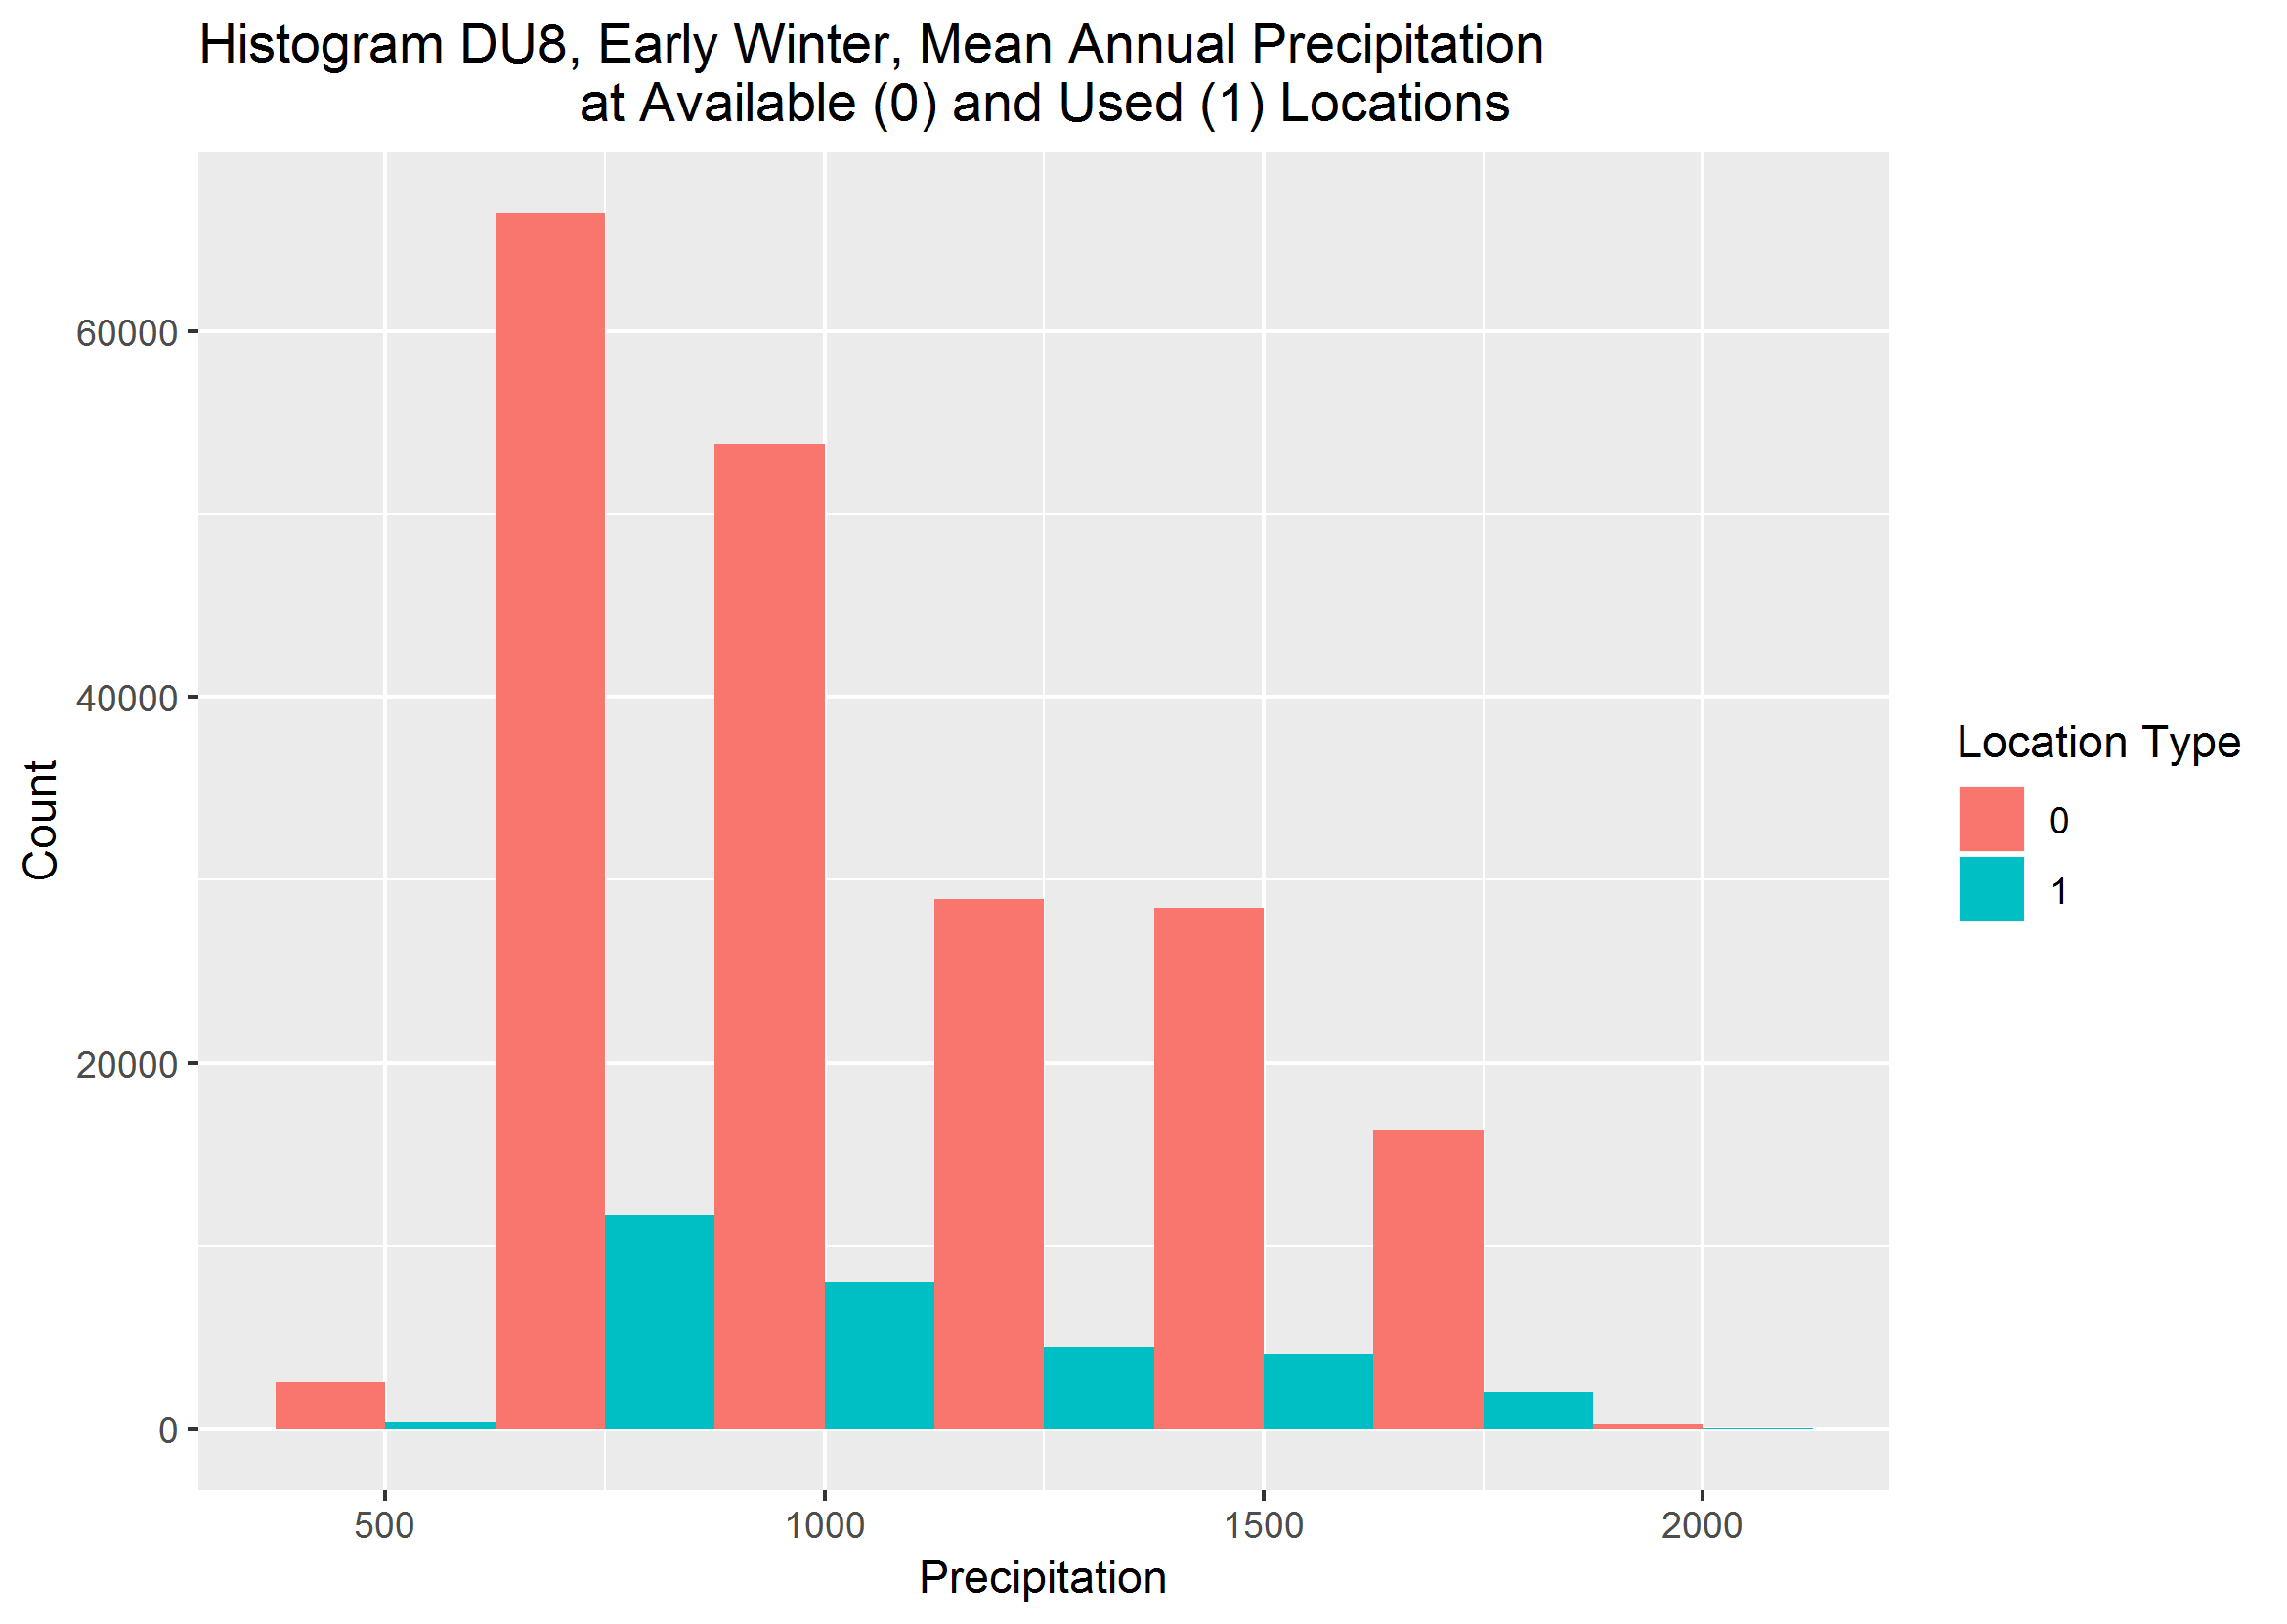 Histogram DU8, Early Winter, Mean Annual Precipitation
at Available (0) and Used (1) Locations
60000
40000
20000
0
Count
500
1000
1500
2000
Precipitation
Location Type
0
1